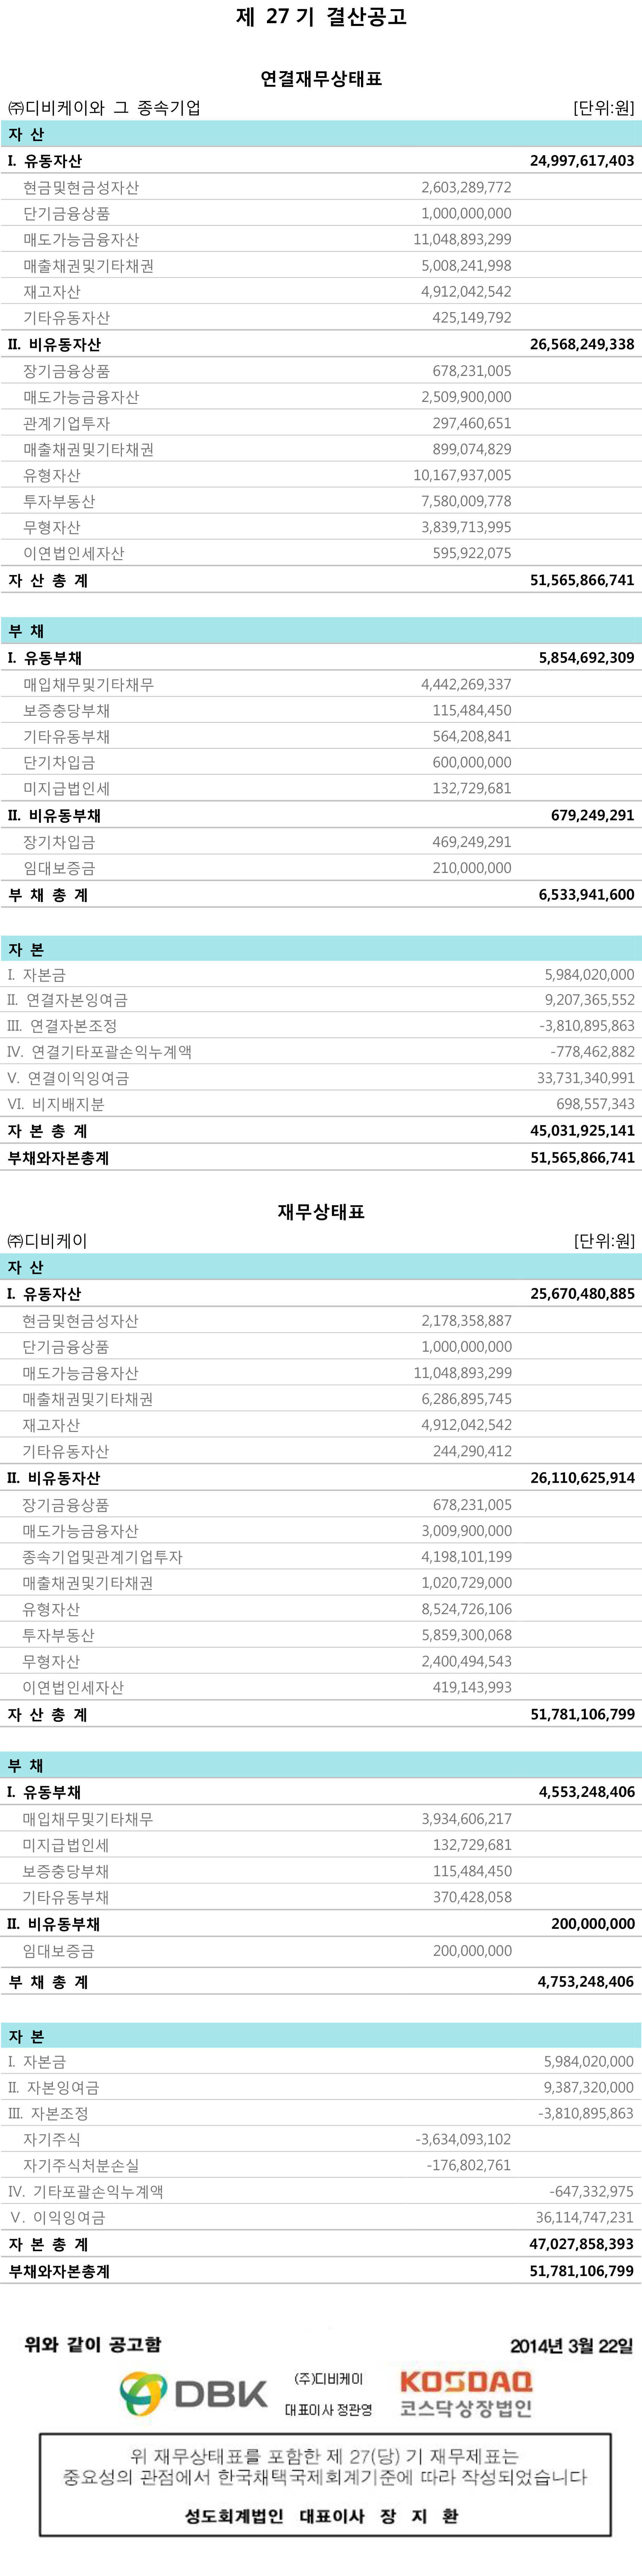 제 27 기 결산공고
연결재무상태표
㈜디비케이와 그 종속기업 [단위:원]
자 산
I. 유동자산 24,997,617,403
현금및현금성자산 2,603,289,772
단기금융상품 1,000,000,000
매도가능금융자산 11,048,893,299
매출채권및기타채권 5,008,241,998
재고자산 4,912,042,542
기타유동자산 425,149,792
II. 비유동자산 26,568,249,338
장기금융상품 678,231,005
매도가능금융자산 2,509,900,000
관계기업투자 297,460,651
매출채권및기타채권 899,074,829
유형자산 10,167,937,005
투자부동산 7,580,009,778
무형자산 3,839,713,995
이연법인세자산 595,922,075
자 산 총 계 51,565,866,741
부 채
I. 유동부채 5,854,692,309
매입채무및기타채무 4,442,269,337
보증충당부채 115,484,450
기타유동부채 564,208,841
단기차입금 600,000,000
미지급법인세 132,729,681
II. 비유동부채 679,249,291
장기차입금 469,249,291
임대보증금 210,000,000
부 채 총 계 6,533,941,600
자 본
I. 자본금 5,984,020,000
II. 연결자본잉여금 9,207,365,552
III. 연결자본조정 -3,810,895,863
IV. 연결기타포괄손익누계액 -778,462,882
V. 연결이익잉여금 33,731,340,991
VI. 비지배지분 698,557,343
자 본 총 계 45,031,925,141
부채와자본총계 51,565,866,741
재무상태표
㈜디비케이 [단위:원]
자 산
I. 유동자산 25,670,480,885
현금및현금성자산 2,178,358,887
단기금융상품 1,000,000,000
매도가능금융자산 11,048,893,299
매출채권및기타채권 6,286,895,745
재고자산 4,912,042,542
기타유동자산 244,290,412
II. 비유동자산 26,110,625,914
장기금융상품 678,231,005
매도가능금융자산 3,009,900,000
종속기업및관계기업투자 4,198,101,199
매출채권및기타채권 1,020,729,000
유형자산 8,524,726,106
투자부동산 5,859,300,068
무형자산 2,400,494,543
이연법인세자산 419,143,993
자 산 총 계 51,781,106,799
부 채
I. 유동부채 4,553,248,406
매입채무및기타채무 3,934,606,217
미지급법인세 132,729,681
보증충당부채 115,484,450
기타유동부채 370,428,058
II. 비유동부채 200,000,000
임대보증금 200,000,000
부 채 총 계 4,753,248,406
자 본
I. 자본금 5,984,020,000
II. 자본잉여금 9,387,320,000
III. 자본조정 -3,810,895,863
자기주식 -3,634,093,102
자기주식처분손실 -176,802,761
IV. 기타포괄손익누계액 -647,332,975
V. 이익잉여금 36,114,747,231
자 본 총 계 47,027,858,393
부채와자본총계 51,781,106,799
위와 같이 공고함 2014년 3월 22일
DBK (주)디비케이 KOSDAQ
대표이사 정관영 코스닥상장법인
위 재무상태표를 포함한 제 27(당) 기 재무제표는
중요성의 관점에서 한국채택국제회계기준에 따라 작성되었습니다
성도회계법인 대표이사 장 지 환